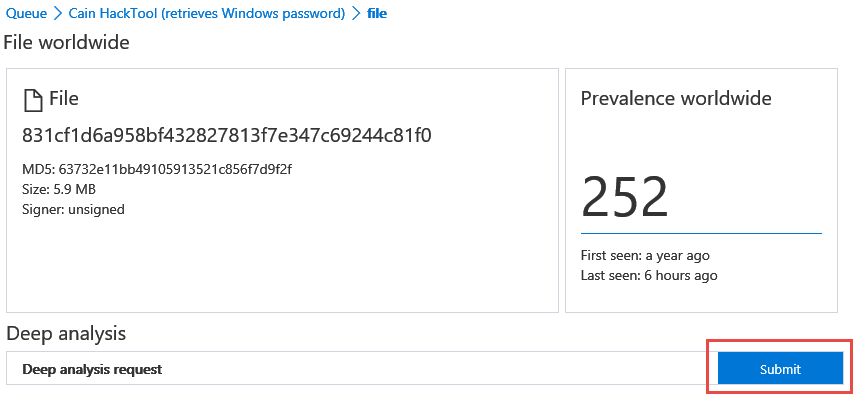 Queue > Cain HackTool (retrieves Windows password) > file
File worldwide
File
831cf1d6a958bf432827813f7e347c69244c81f0
MD5: 63732e11bb49105913521c856f7d9f2f
Size: 5.9 MB
Signer: unsigned
Prevalence worldwide
252
First seen: a year ago
Last seen: 6 hours ago
Deep analysis
Deep analysis request
Submit